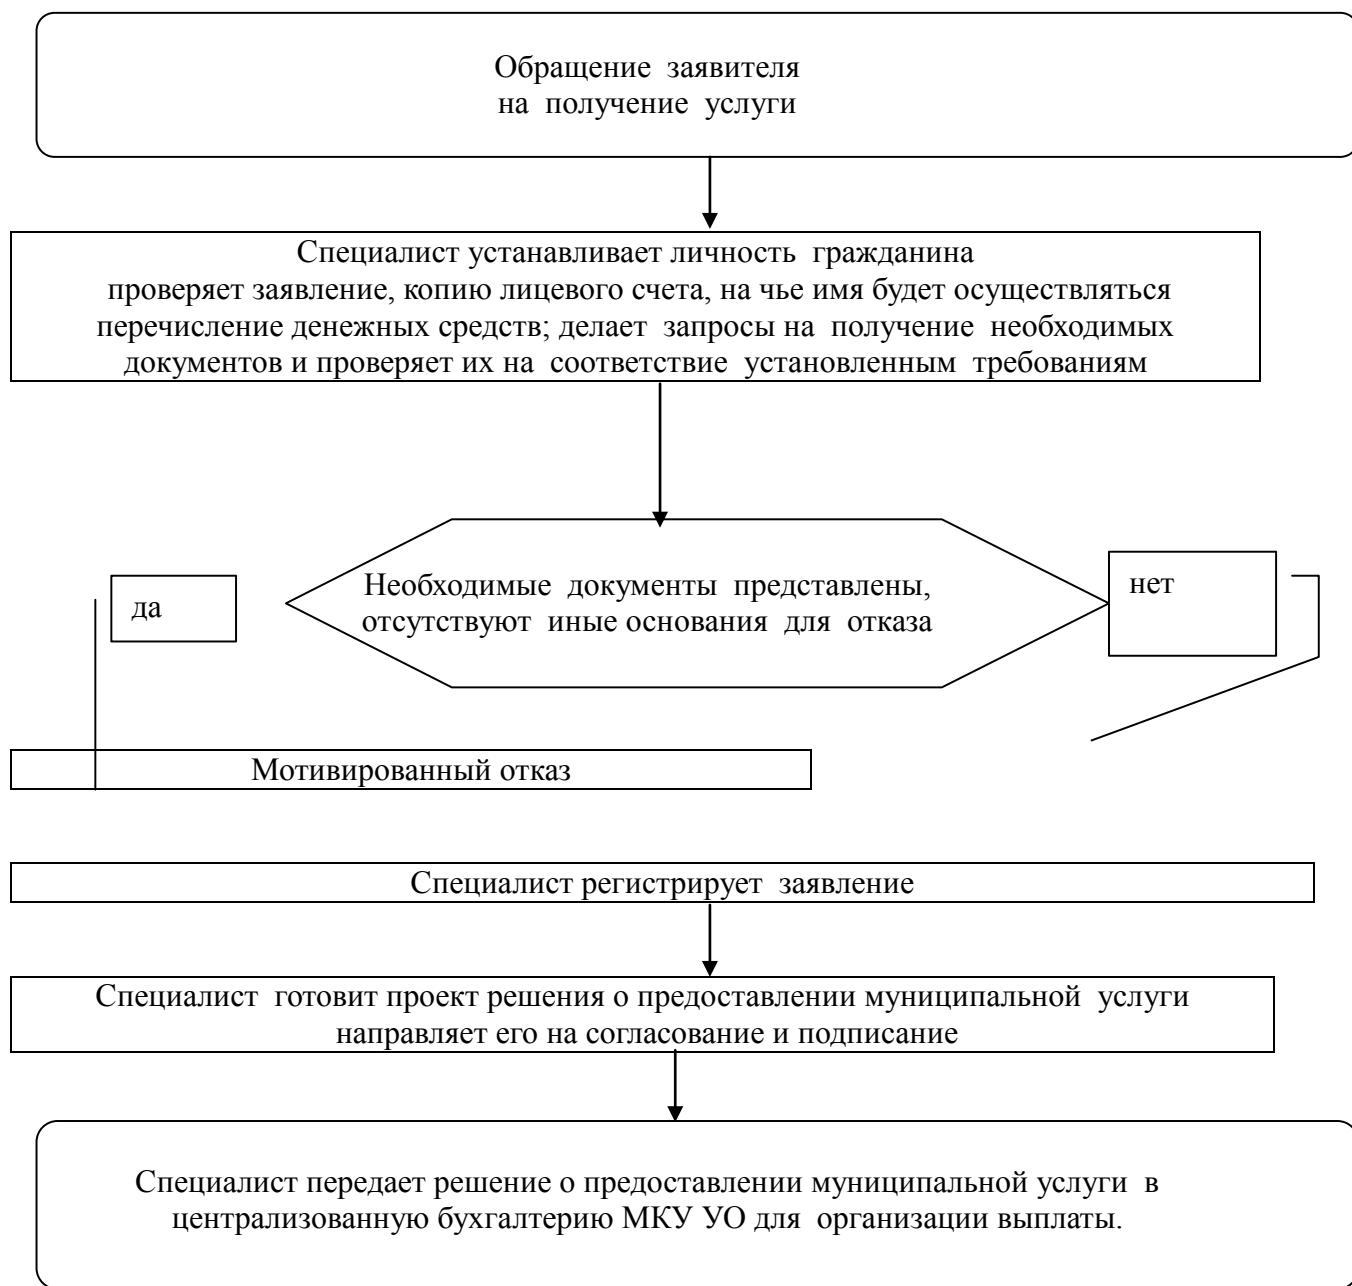 Обращение заявителя
на получение услуги
Специалист устанавливает личность гражданина
проверяет заявление, копию лицевого счета, на чье имя будет осуществляться
перечисление денежных средств; делает запросы на получение необходимых
документов и проверяет их на соответствие установленным требованиям
да
Необходимые документы представлены,
отсутствуют иные основания для отказа
нет
Мотивированный отказ
Специалист регистрирует заявление
Специалист готовит проект решения о предоставлении муниципальной услуги
направляет его на согласование и подписание
Специалист передает решение о предоставлении муниципальной услуги в
централизованную бухгалтерию МКУ УО для организации выплаты.